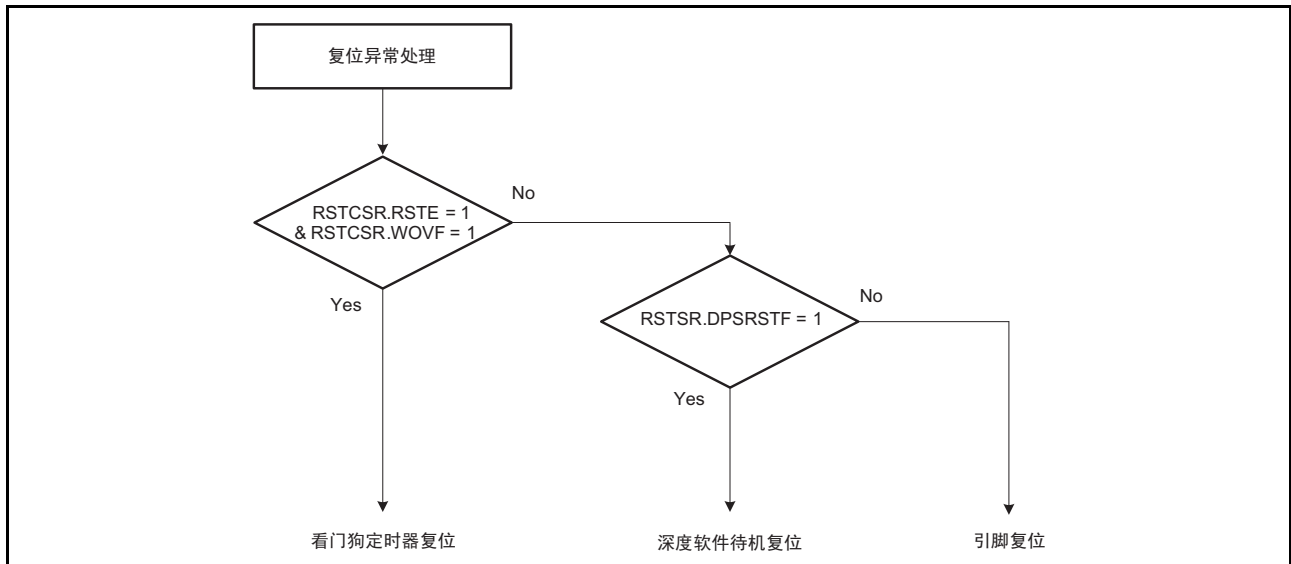 复位异常处理
RSTCSR.RSTE = 1
& RSTCSR.WOVF = 1
No
Yes
RSTSR.DPSRSTF = 1
No
Yes
看门狗定时器复位
深度软件待机复位
引脚复位